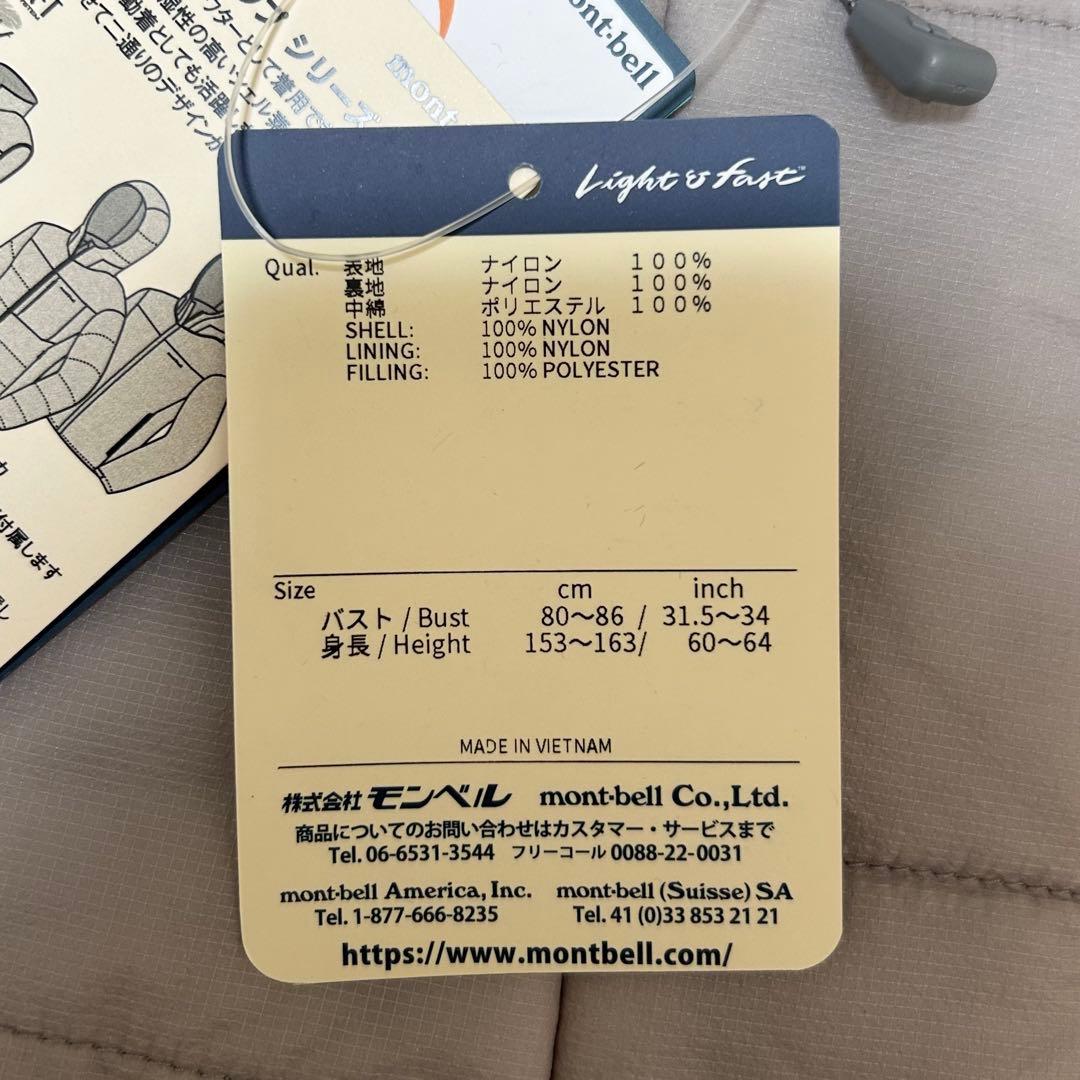 シリーズ
mont
mont·bell
付属します
Light & fast™
Qual. 表地 ナイロン 100%
裏地 ナイロン 100%
中綿 ポリエステル 100%
SHELL: 100% NYLON
LINING: 100% NYLON
FILLING: 100% POLYESTER
Size cm inch
バスト / Bust 80～86 / 31.5～34
身長 / Height 153～163/ 60～64
MADE IN VIETNAM
株式会社 モンベル mont·bell Co.,Ltd.
商品についてのお問い合わせはカスタマー・サービスまで
Tel. 06-6531-3544 フリーコール 0088-22-0031
mont·bell America, Inc. mont·bell (Suisse) SA
Tel. 1-877-666-8235 Tel. 41 (0)33 853 21 21
https://www.montbell.com/